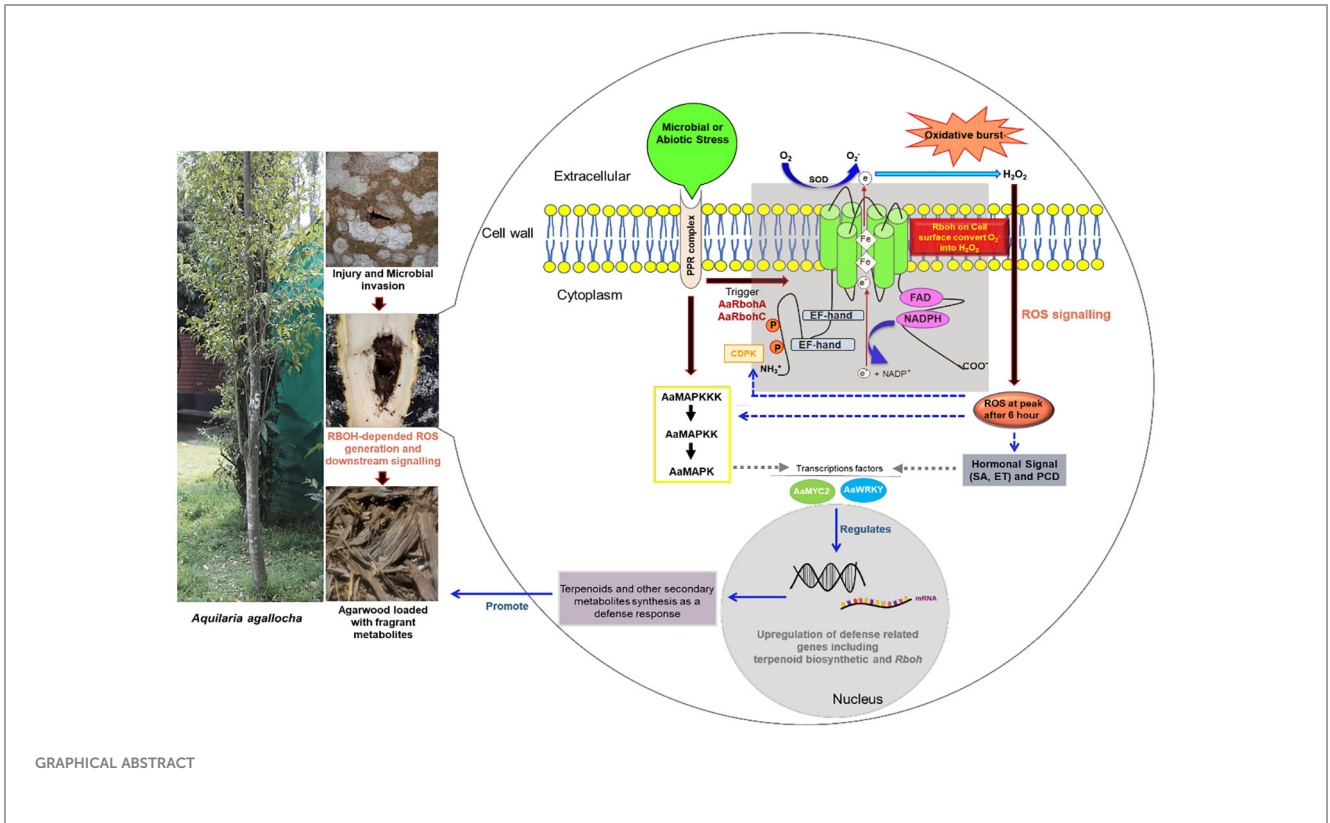 Microbial or
Abiotic Stress
Oxidative burst
O₂
O₂⁻
SOD
e
H₂O₂
Extracellular
Cell wall
Cytoplasm
PPR complex
Fe
Fe
e⁻
Rboh on Cell
surface convert O₂⁻
into H₂O₂
Trigger
AaRbohA
AaRbohC
P
P
EF-hand
EF-hand
CDPK
NH₃⁺
FAD
NADPH
COO⁻
e⁻ + NADP⁺
ROS signalling
ROS at peak
after 6 hour
Hormonal Signal
(SA, ET) and PCD
AaMAPKKK
AaMAPKK
AaMAPK
Transcriptions factors
AaMYC2
AaWRKY
Regulates
mRNA
Upregulation of defense related
genes including
terpenoid biosynthetic and Rboh
Nucleus
Terpenoids and other secondary
metabolites synthesis as a
defense response
Promote
Injury and Microbial
invasion
RBOH-depended ROS
generation and
downstream signalling
Agarwood loaded
with fragrant
metabolites
Aquilaria agallocha
GRAPHICAL ABSTRACT